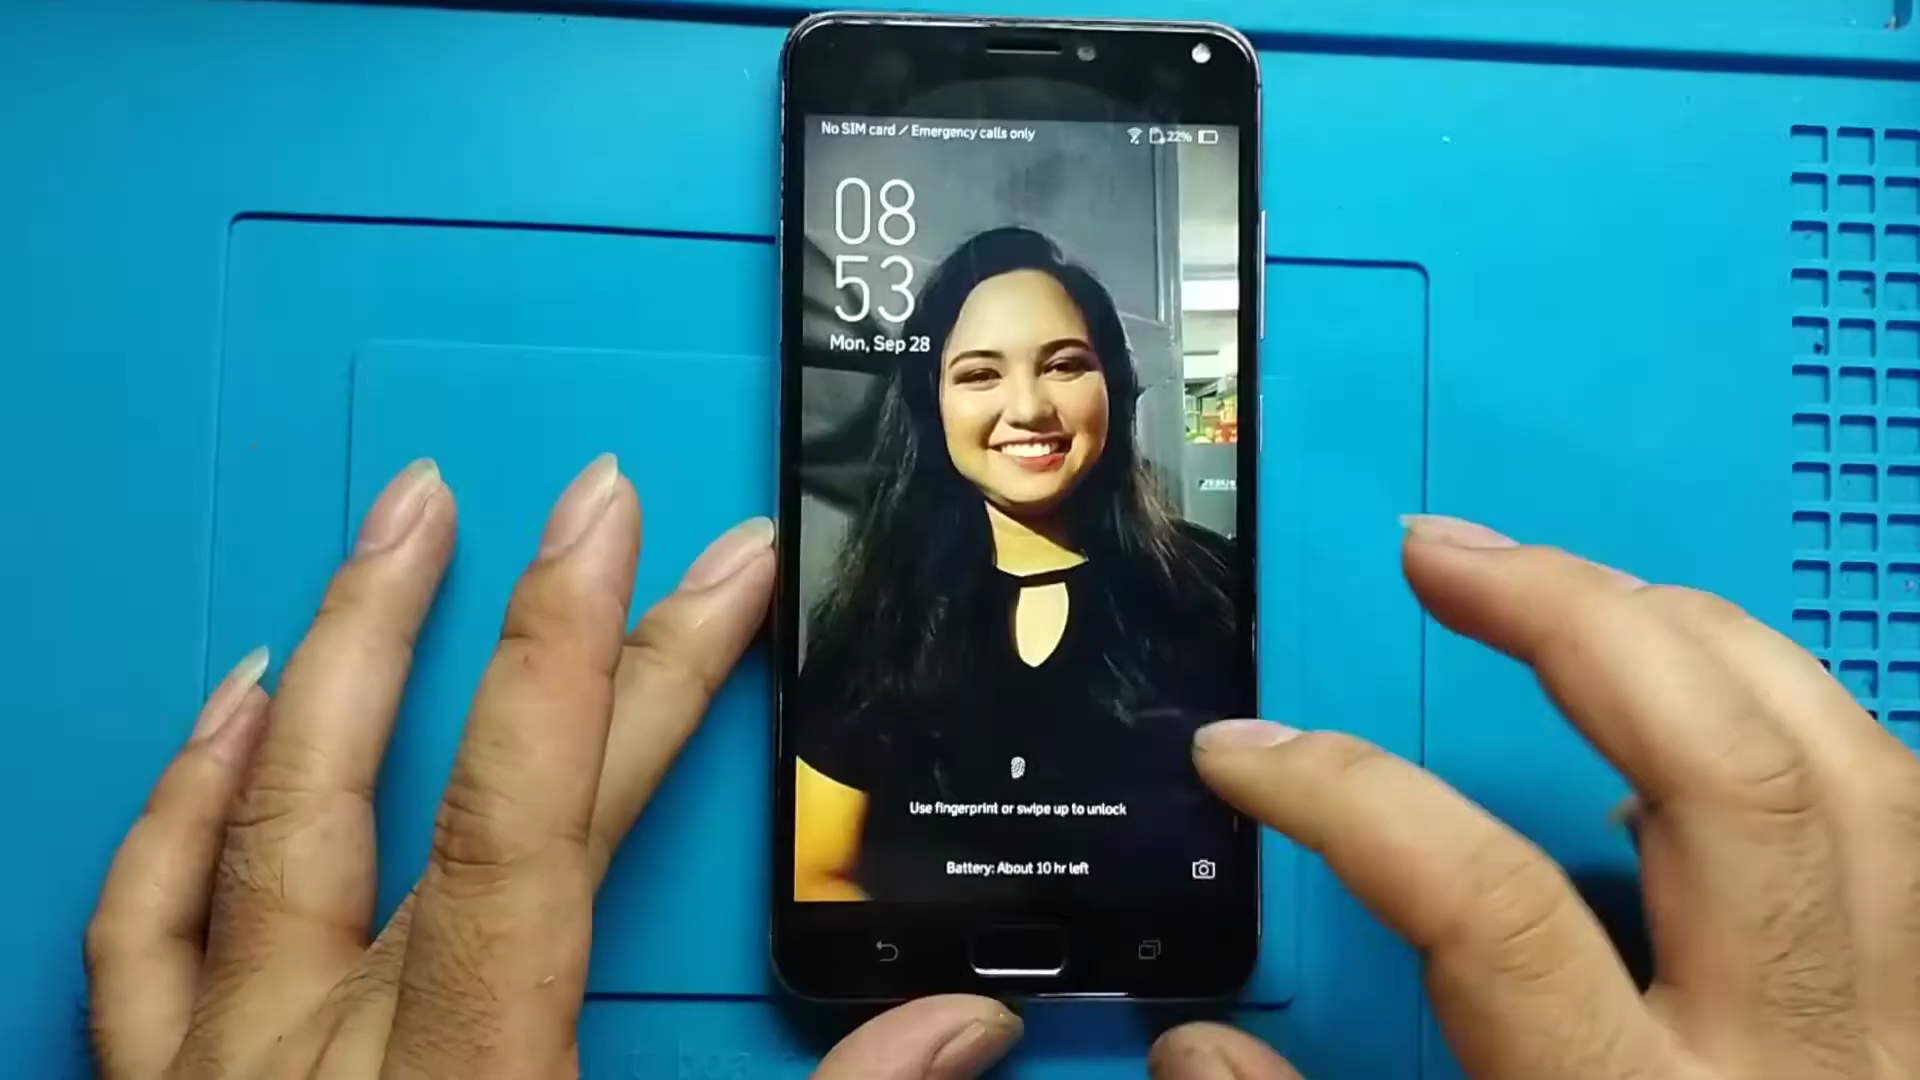 No SIM card / Emergency calls only
22%
08
53
Mon, Sep 28
Use fingerprint or swipe up to unlock
Battery: About 10 hr left